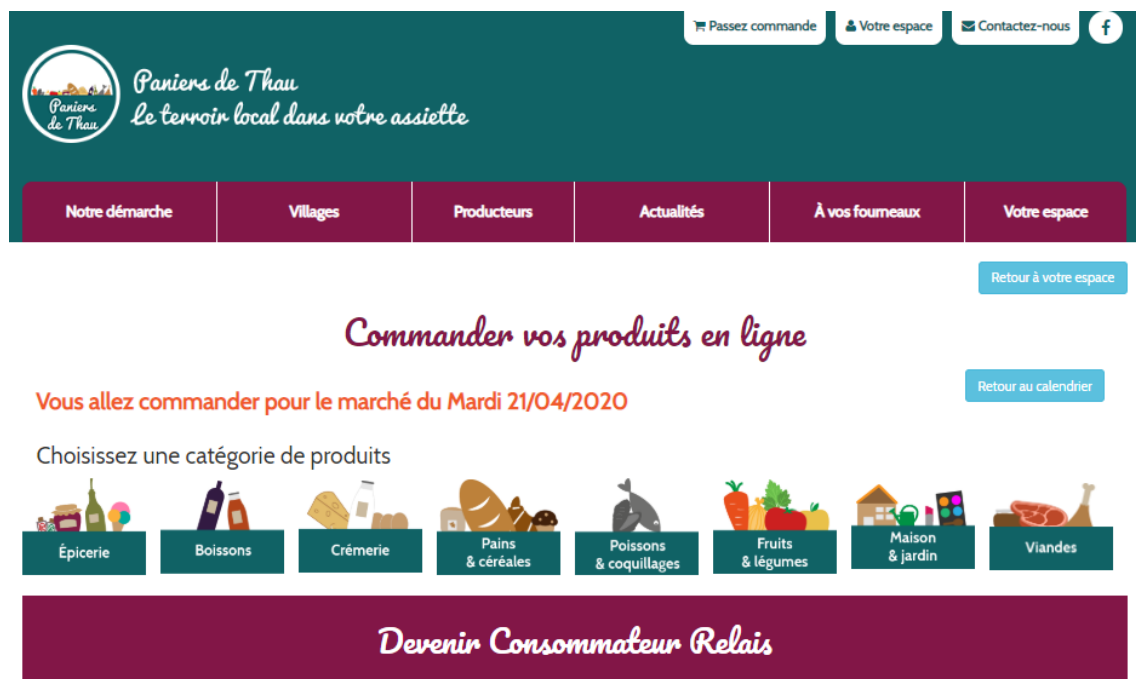 Passez commande
Votre espace
Contactez-nous
f
Paniers
de Thau
Paniers de Thau
Le terroir local dans votre assiette
Notre démarche
Villages
Producteurs
Actualités
À vos fourneaux
Votre espace
Retour à votre espace
Commander vos produits en ligne
Vous allez commander pour le marché du Mardi 21/04/2020
Retour au calendrier
Choisissez une catégorie de produits
Épicerie
Boissons
Crémerie
Pains
& céréales
Poissons
& coquillages
Fruits
& légumes
Maison
& jardin
Viandes
Devenir Consommateur Relais